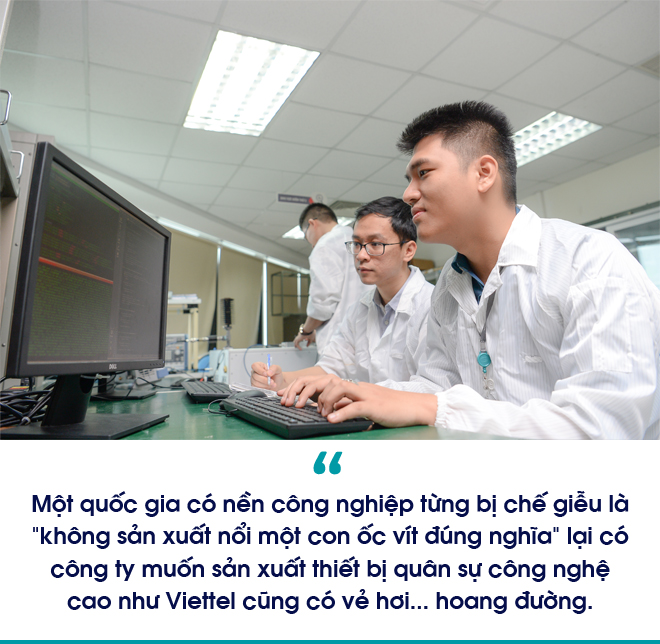 DELL
“
Một quốc gia có nền công nghiệp từng bị chế giễu là
"không sản xuất nổi một con ốc vít đúng nghĩa" lại có
công ty muốn sản xuất thiết bị quân sự công nghệ
cao như Viettel cũng có vẻ hơi... hoang đường.